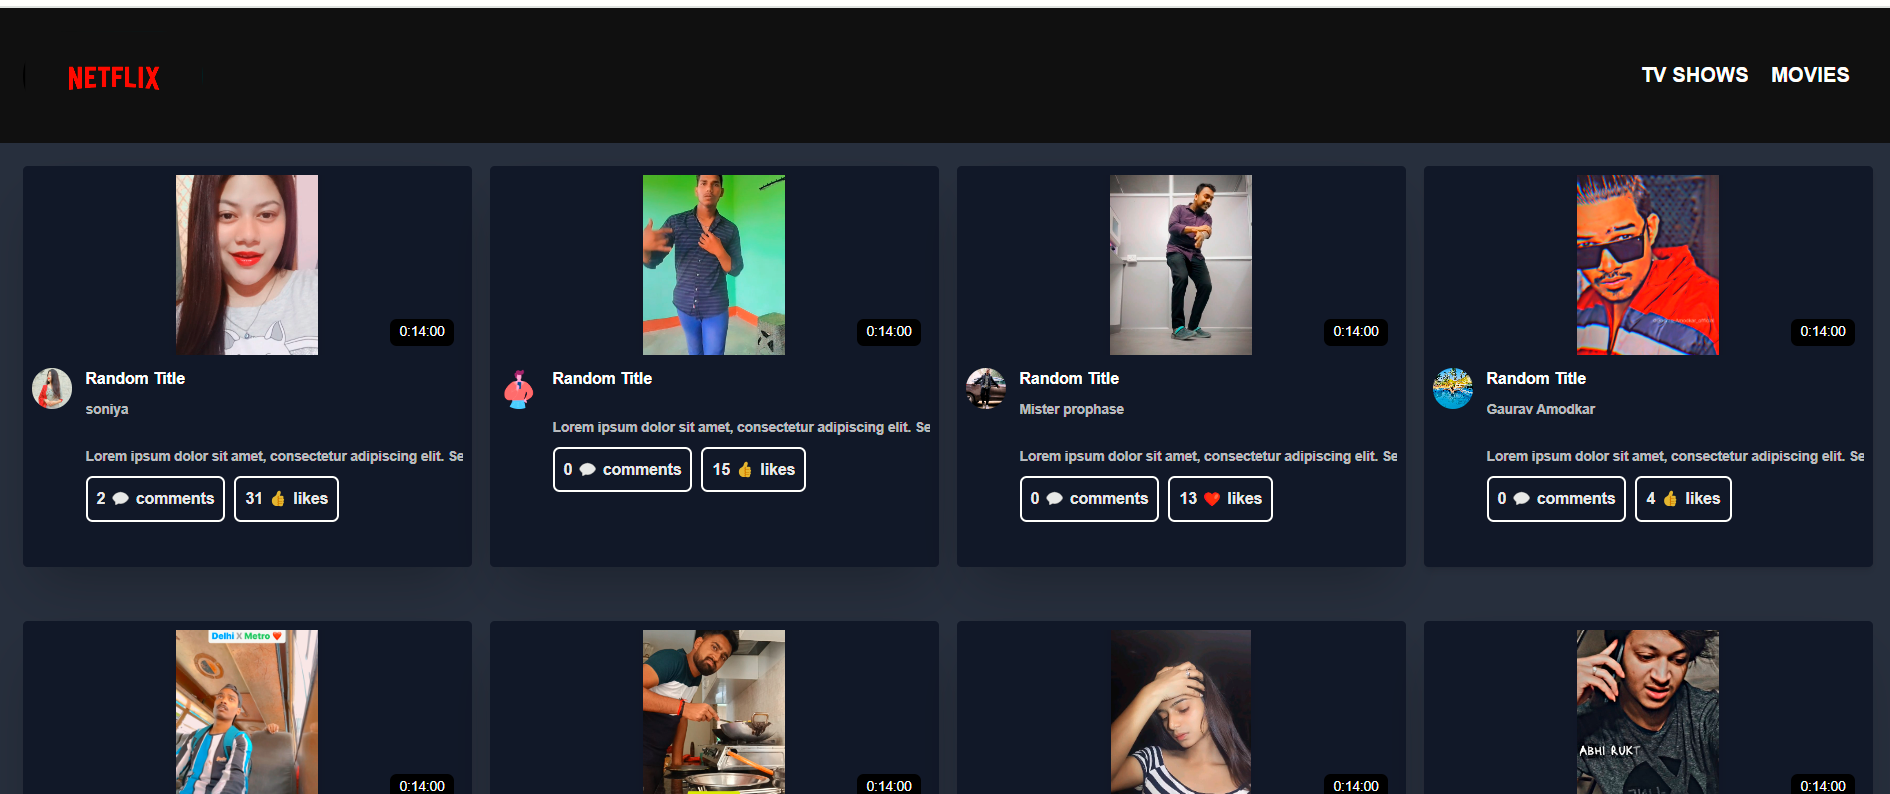 NETFLIX
TV SHOWS MOVIES
0:14:00
0:14:00
0:14:00
0:14:00
Random Title
soniya
Lorem ipsum dolor sit amet, consectetur adipiscing elit. Se
2 💬 comments 31 👍 likes
Random Title
Lorem ipsum dolor sit amet, consectetur adipiscing elit. Se
0 💬 comments 15 👍 likes
Random Title
Mister prophase
Lorem ipsum dolor sit amet, consectetur adipiscing elit. Se
0 💬 comments 13 ❤️ likes
Random Title
Gaurav Amodkar
Lorem ipsum dolor sit amet, consectetur adipiscing elit. Se
0 💬 comments 4 👍 likes
Delhi X Metro ❤️
0:14:00
0:14:00
0:14:00
ABHI RUKT
0:14:00